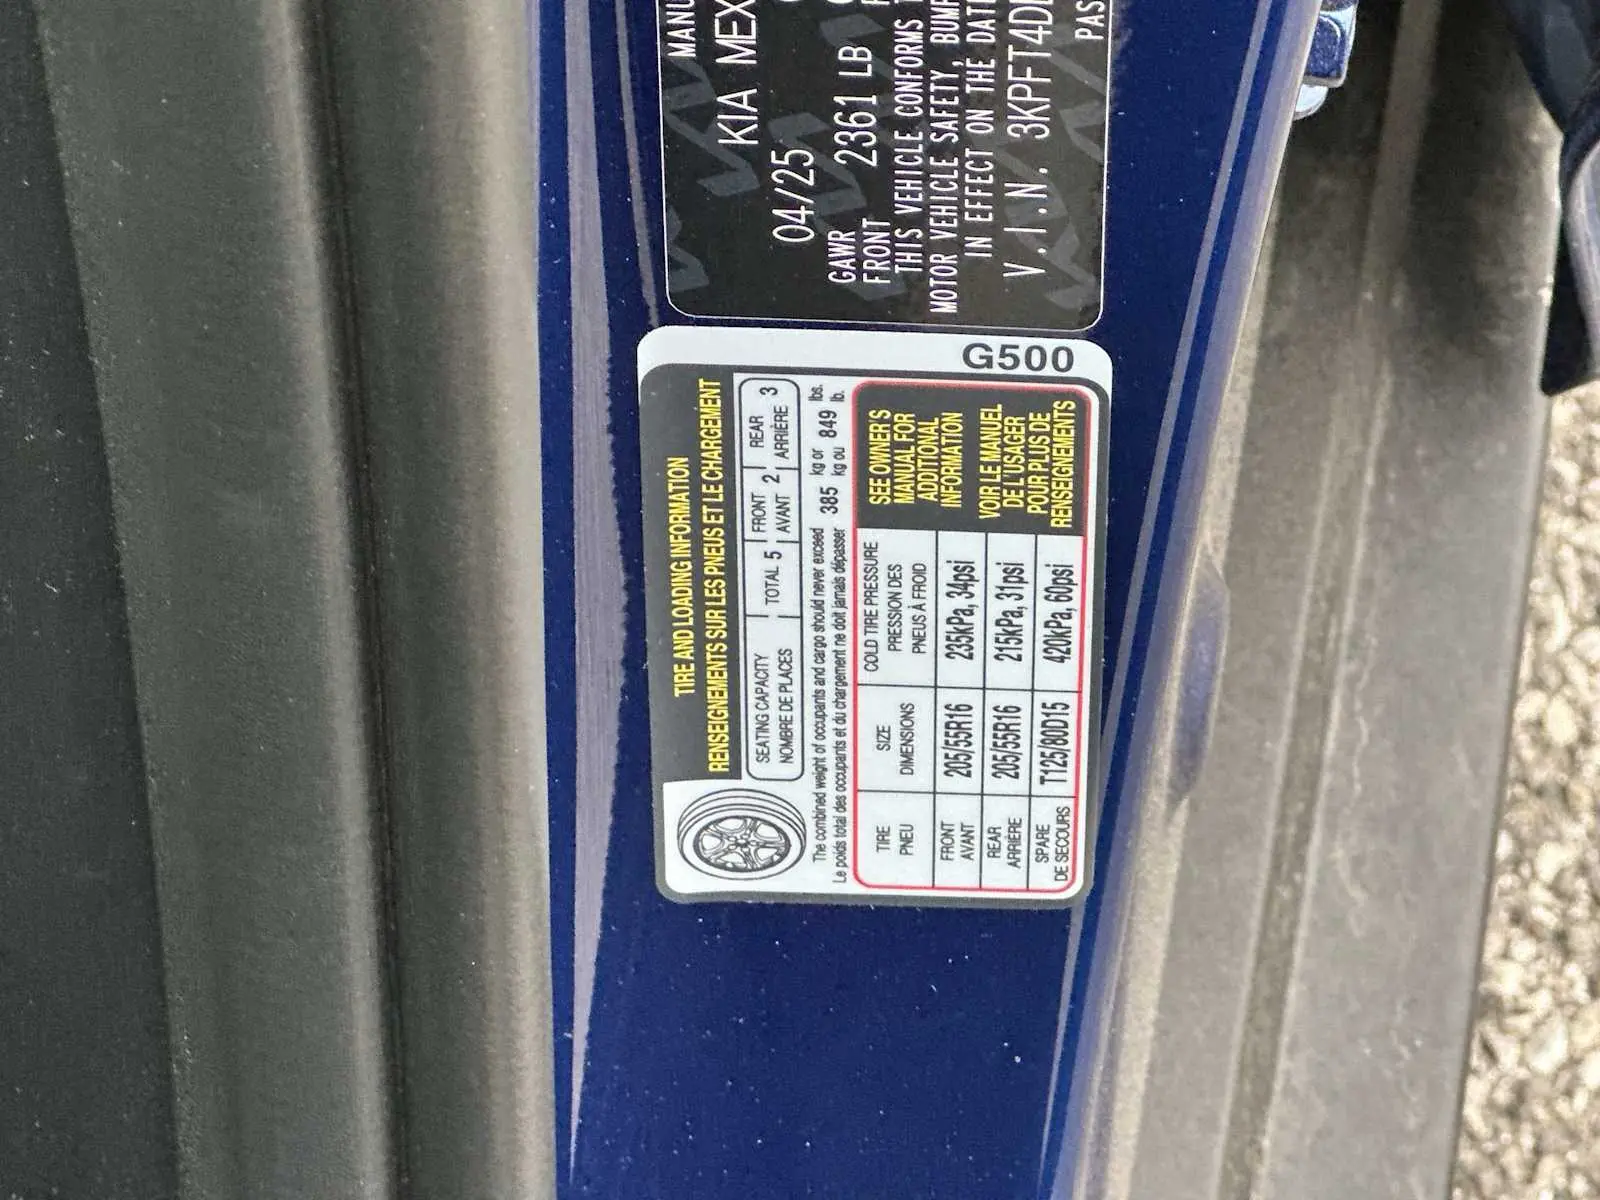 MANU
KIA MEX
04/25
GAWR
FRONT 2361 LB
THIS VEHICLE CONFORMS
MOTOR VEHICLE SAFETY, BUMP
IN EFFECT ON THE DAT
V.I.N. 3KPFT4D
PAS
G500
TIRE AND LOADING INFORMATION
RENSEIGNEMENTS SUR LES PNEUS ET LE CHARGEMENT
SEATING CAPACITY TOTAL 5 FRONT 2 REAR 3
NOMBRE DE PLACES AVANT ARRIÈRE
The combined weight of occupants and cargo should never exceed 385 kg or 849 lbs.
Le poids total des occupants et du chargement ne doit jamais dépasser kg ou lb.
TIRE SIZE COLD TIRE PRESSURE
PNEU DIMENSIONS PRESSION DES
PNEUS À FROID
FRONT 205/55R16 235kPa, 34psi
AVANT
REAR 205/55R16 215kPa, 31psi
ARRIÈRE
SPARE T125/80D15 420kPa, 60psi
DE SECOURS
SEE OWNER'S
MANUAL FOR
ADDITIONAL
INFORMATION
VOIR LE MANUEL
DE L'USAGER
POUR PLUS DE
RENSEIGNEMENTS